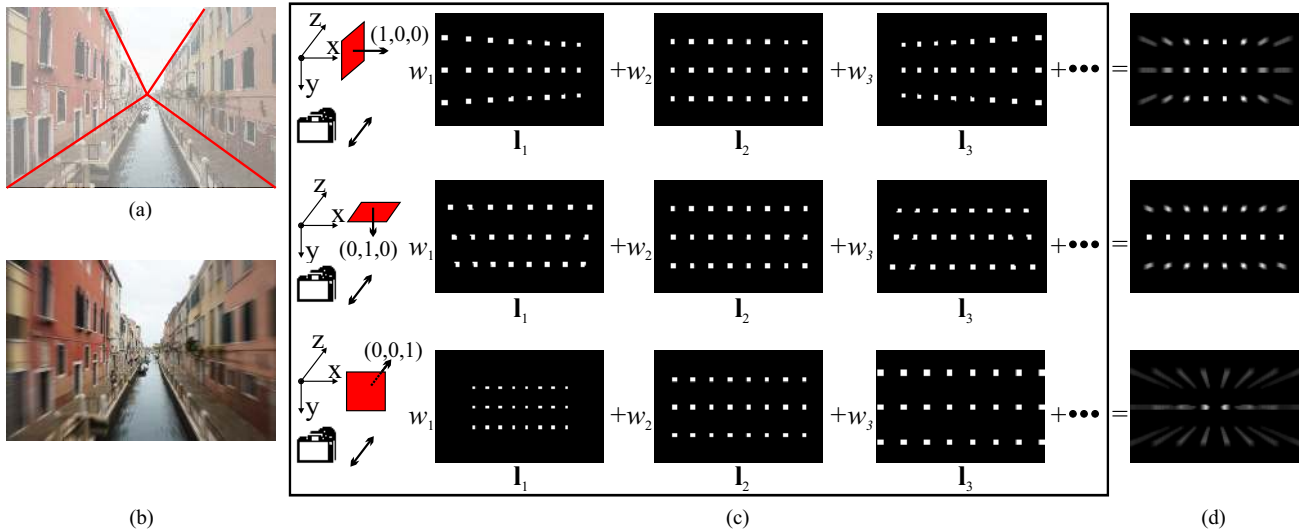 z
x
y
(1,0,0)
w₁ +w₂ +w₃ +●●● =
l₁ l₂ l₃
(a)
z
x
y
(0,1,0)
w₁ +w₂ +w₃ +●●● =
l₁ l₂ l₃
z
x
y
(0,0,1)
w₁ +w₂ +w₃ +●●● =
l₁ l₂ l₃
(b) (c) (d)